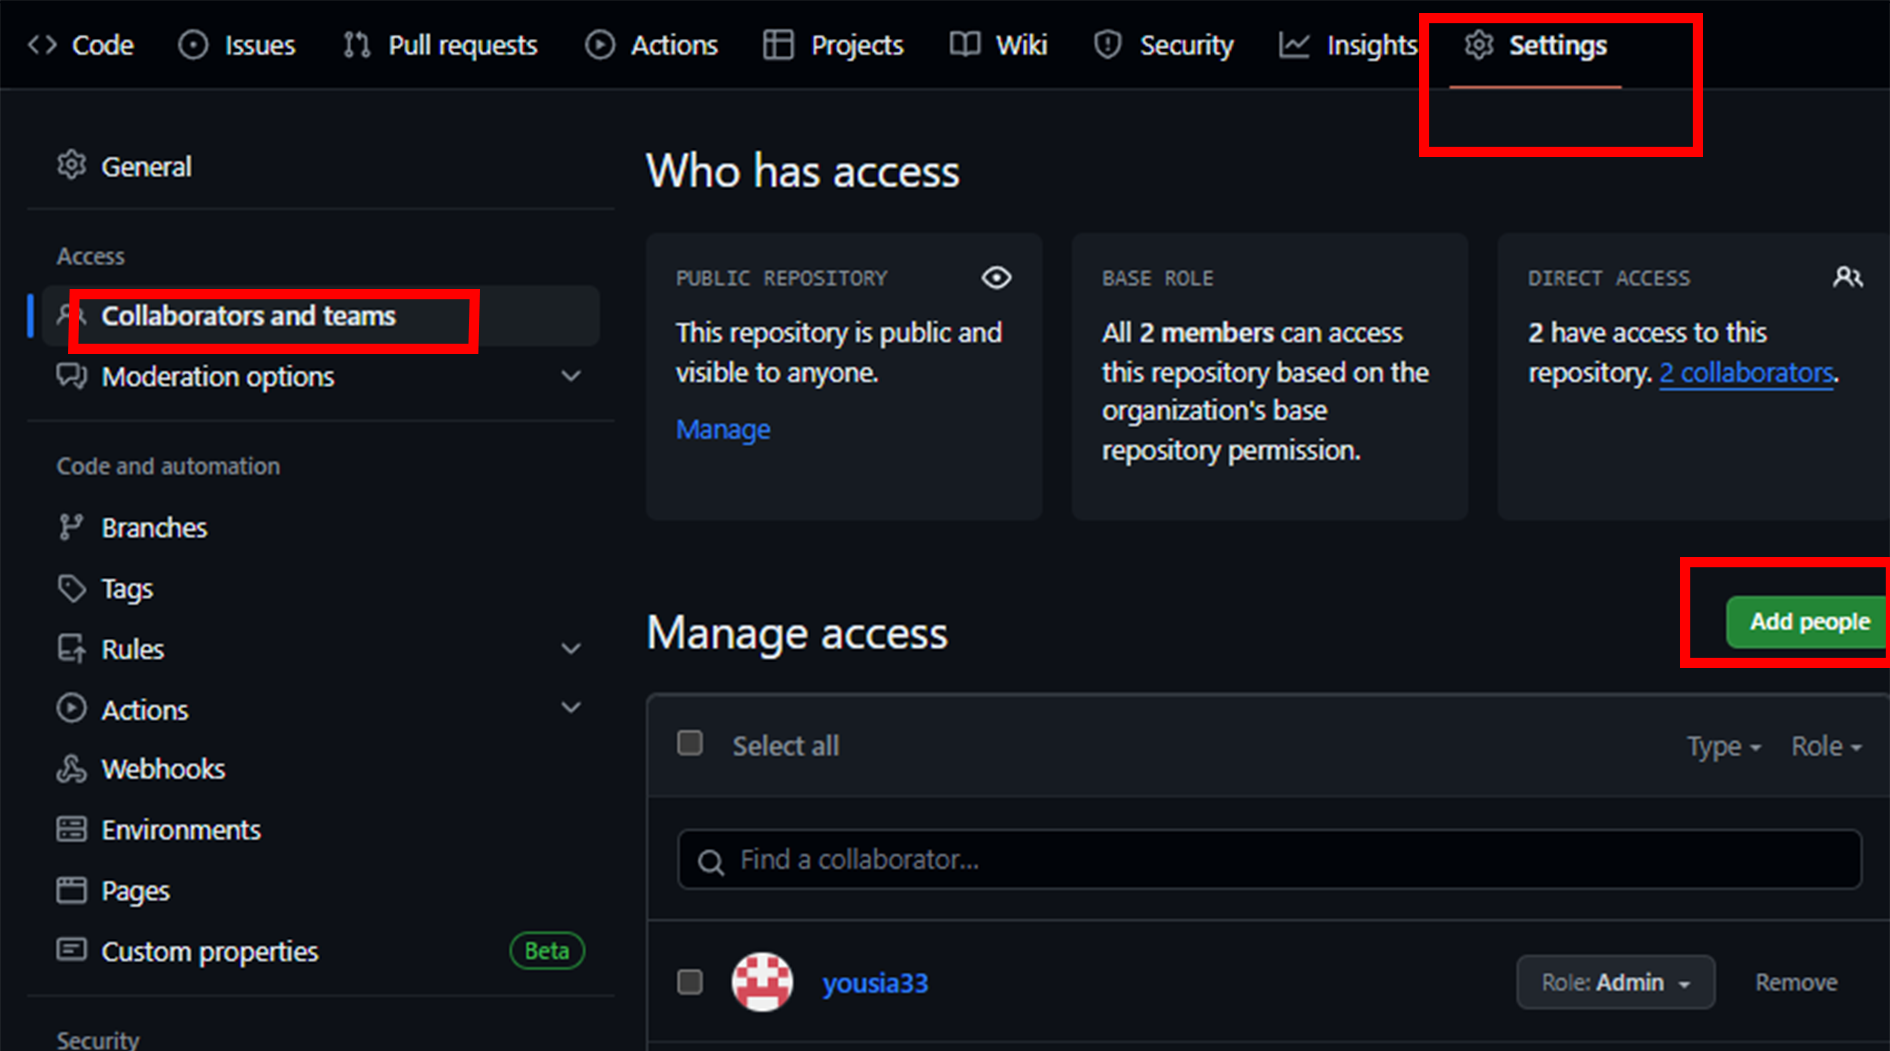 Code Issues Pull requests Actions Projects Wiki Security Insights Settings
General
Access
Collaborators and teams
Moderation options
Code and automation
Branches
Tags
Rules
Actions
Webhooks
Environments
Pages
Custom properties Beta
Security
Who has access
PUBLIC REPOSITORY
This repository is public and
visible to anyone.
Manage
BASE ROLE
All 2 members can access
this repository based on the
organization's base
repository permission.
DIRECT ACCESS
2 have access to this
repository. 2 collaborators.
Manage access
Add people
Select all Type Role
Find a collaborator...
yousia33 Role: Admin Remove